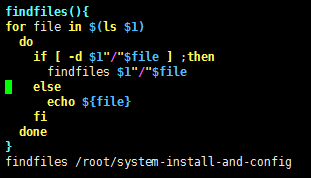 findfiles(){
for file in $(ls $1)
  do
    if [ -d $1"/"$file ] ;then
      findfiles $1"/"$file
    else
      echo ${file}
    fi
  done
}
findfiles /root/system-install-and-config